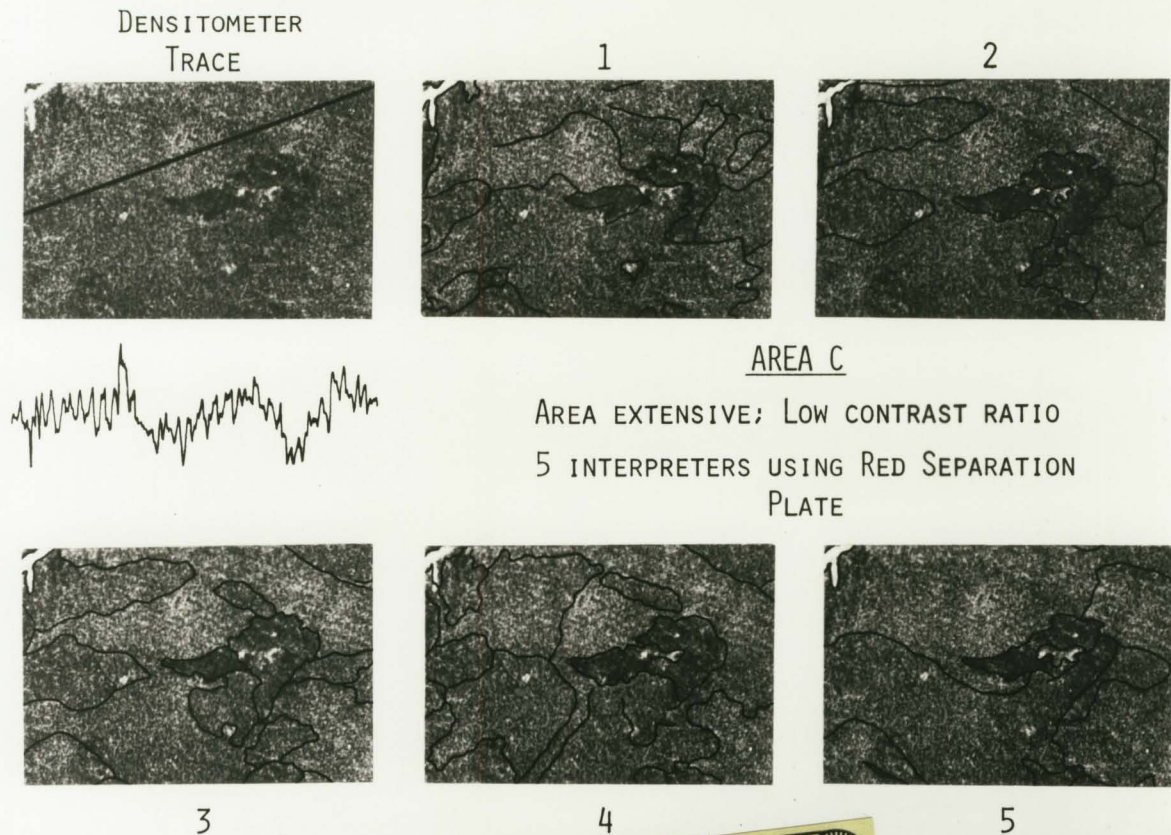 DENSITOMETER
TRACE
1
2
AREA C
AREA EXTENSIVE; LOW CONTRAST RATIO
5 INTERPRETERS USING RED SEPARATION
PLATE
3
4
5